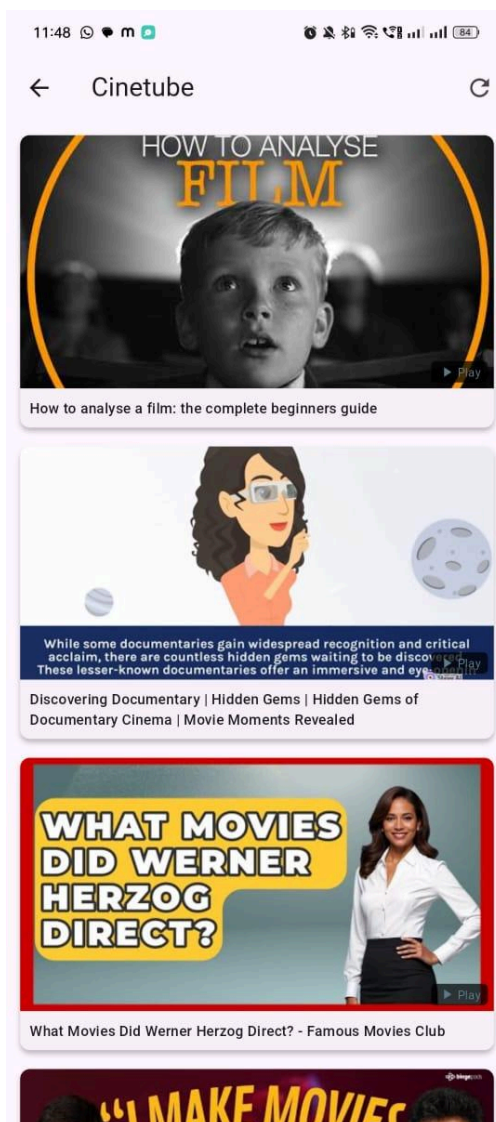 11:48
84
Cinetube
HOW TO ANALYSE
FILM
Play
How to analyse a film: the complete beginners guide
While some documentaries gain widespread recognition and critical
acclaim, there are countless hidden gems waiting to be discovered.
These lesser-known documentaries offer an immersive and
Play
Discovering Documentary | Hidden Gems | Hidden Gems of
Documentary Cinema | Movie Moments Revealed
WHAT MOVIES
DID WERNER
HERZOG
DIRECT?
Play
What Movies Did Werner Herzog Direct? - Famous Movies Club
"I MAKE MOVIES